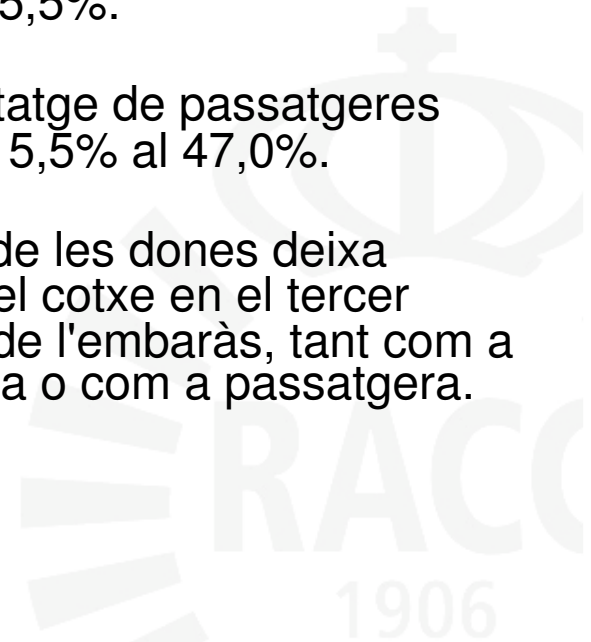 5,5%.
tatge de passatgeres
5,5% al 47,0%.
de les dones deixa
el cotxe en el tercer
de l'embaràs, tant com a
a o com a passatgera.
RACC
1906